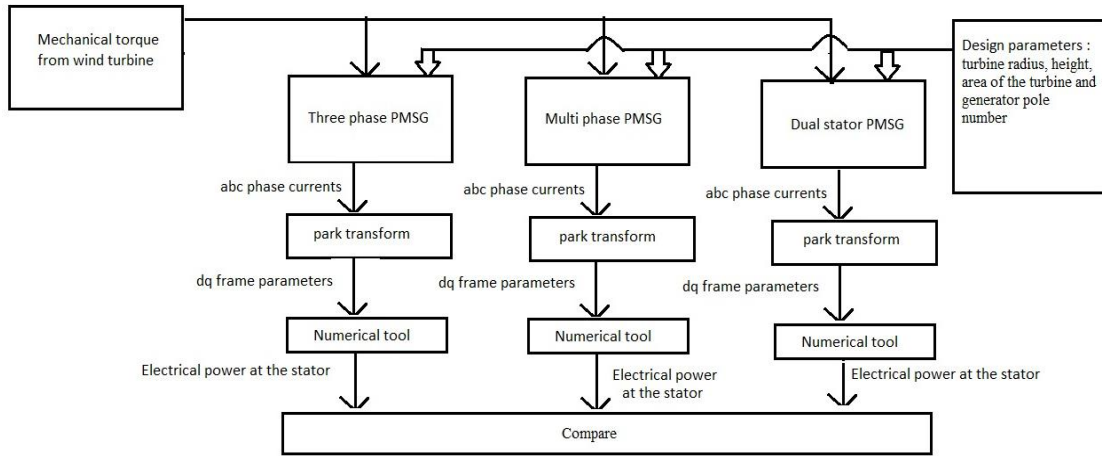 Mechanical torque
from wind turbine
Design parameters :
turbine radius, height,
area of the turbine and
generator pole
number
Three phase PMSG
Multi phase PMSG
Dual stator PMSG
abc phase currents
abc phase currents
abc phase currents
park transform
park transform
park transform
dq frame parameters
dq frame parameters
dq frame parameters
Numerical tool
Numerical tool
Numerical tool
Electrical power at the stator
Electrical power
at the stator
Electrical power at the stator
Compare